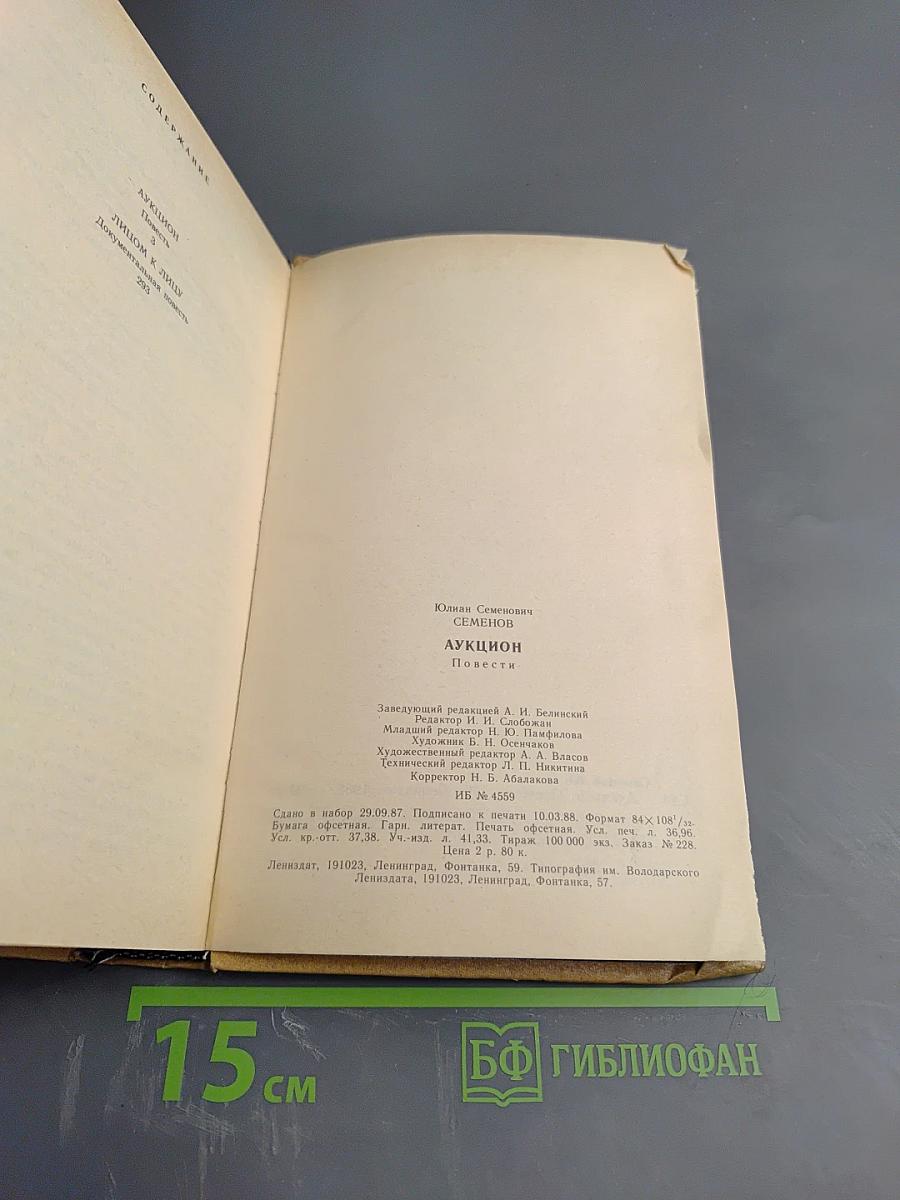 СОДЕРЖАНИЕ
АУКЦИОН
Повесть
3
ЛИЦОМ К ЛИЦУ
Документальная повесть
293
Юлиан Семенович
СЕМЕНОВ
АУКЦИОН
Повести
Заведующий редакцией А. И. Белинский
Редактор И. И. Слобожан
Младший редактор Н. Ю. Памфилова
Художник Б. Н. Осенчаков
Художественный редактор А. А. Власов
Технический редактор Л. П. Никитина
Корректор Н. Б. Абалакова
ИБ № 4559
Сдано в набор 29.09.87. Подписано к печати 10.03.88. Формат 84×108¹/₃₂.
Бумага офсетная. Гарн. литерат. Печать офсетная. Усл. печ. л. 36,96.
Усл. кр.-отт. 37,38. Уч.-изд. л. 41,33. Тираж 100 000 экз. Заказ № 228.
Цена 2 р. 80 к.
Лениздат, 191023, Ленинград, Фонтанка, 59. Типография им. Володарского
Лениздата, 191023, Ленинград, Фонтанка, 57.
15 см
БФ ГИБЛИОФАН